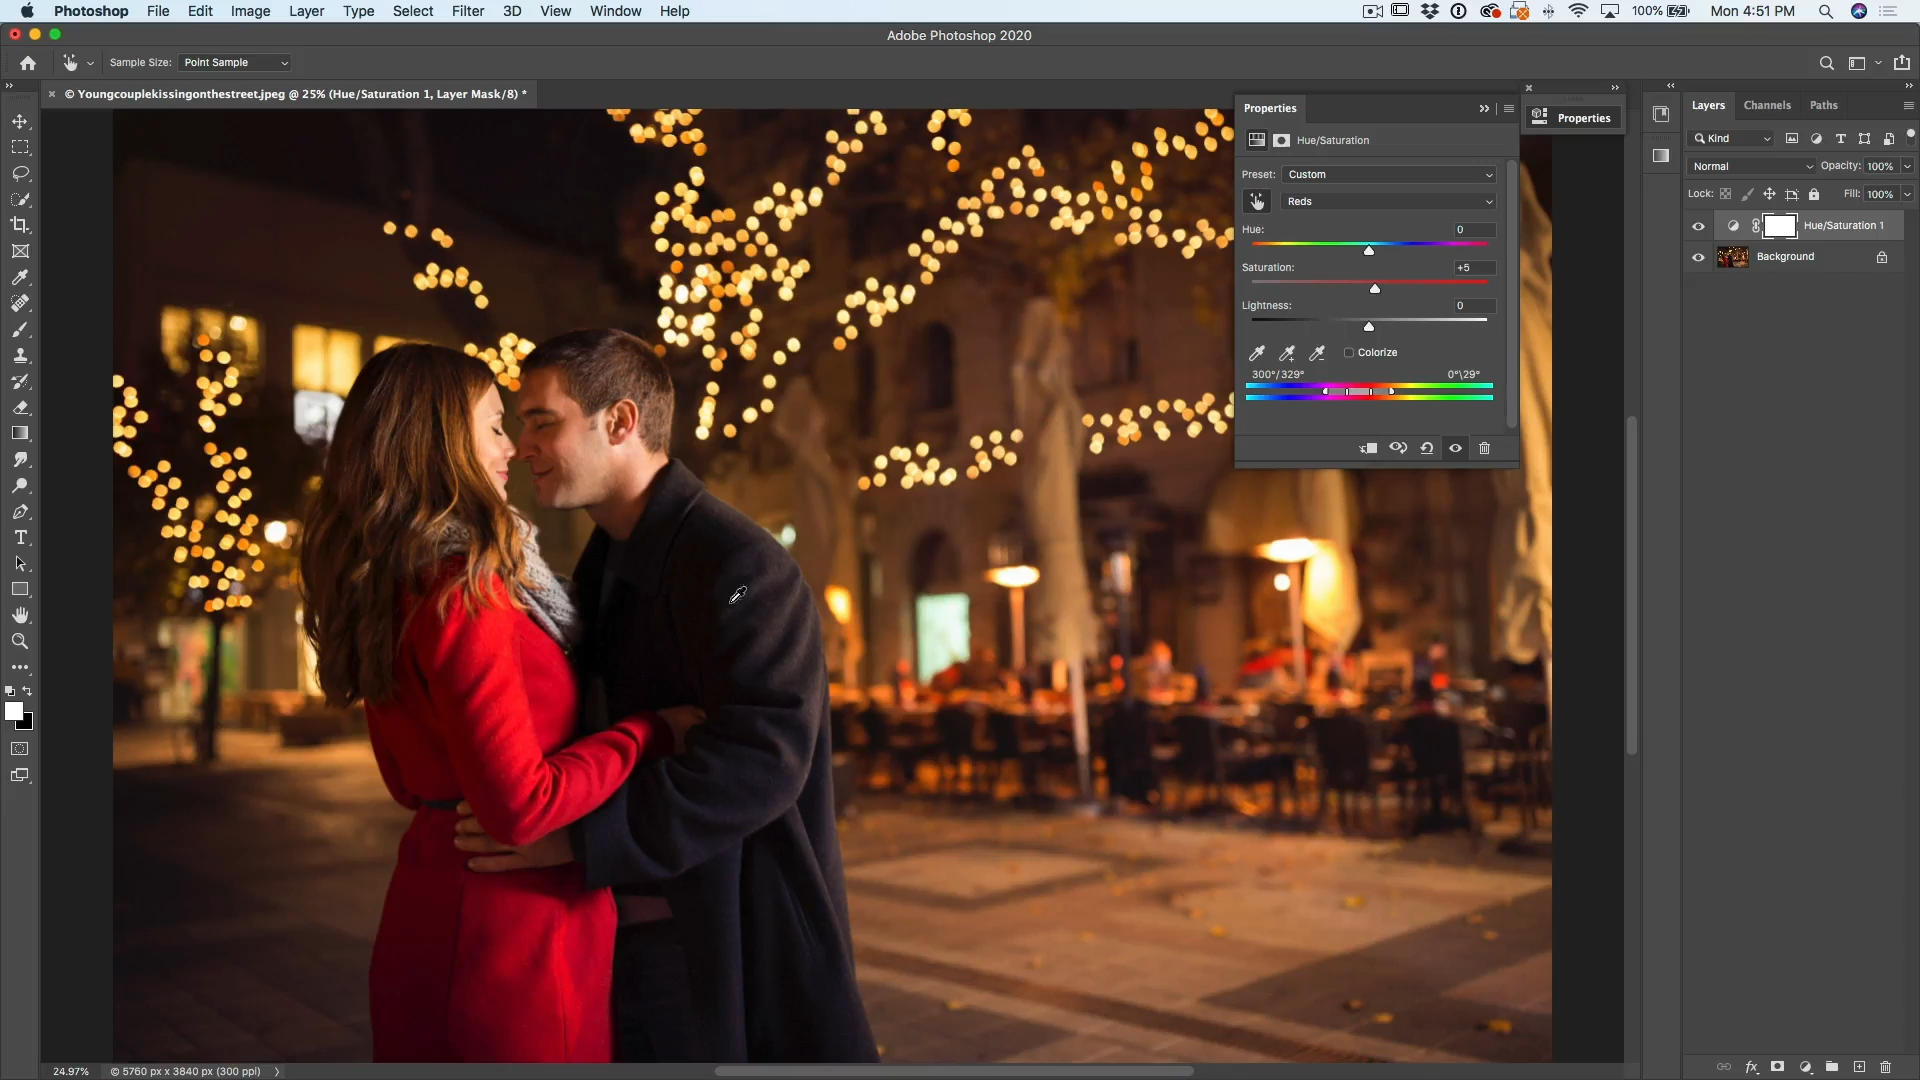 Photoshop File Edit Image Layer Type Select Filter 3D View Window Help 100% Mon 4:51 PM
Adobe Photoshop 2020
Sample Size: Point Sample
× © Youngcouplekissingonthestreet.jpeg @ 25% (Hue/Saturation 1, Layer Mask/8) *
Properties
Hue/Saturation
Preset: Custom
Reds
Hue: 0
Saturation: +5
Lightness: 0
Colorize
300°/329° 0°\29°
Properties
Layers Channels Paths
Kind
Normal Opacity: 100%
Lock: Fill: 100%
Hue/Saturation 1
Background
24.97% © 5760 px x 3840 px (300 ppi)